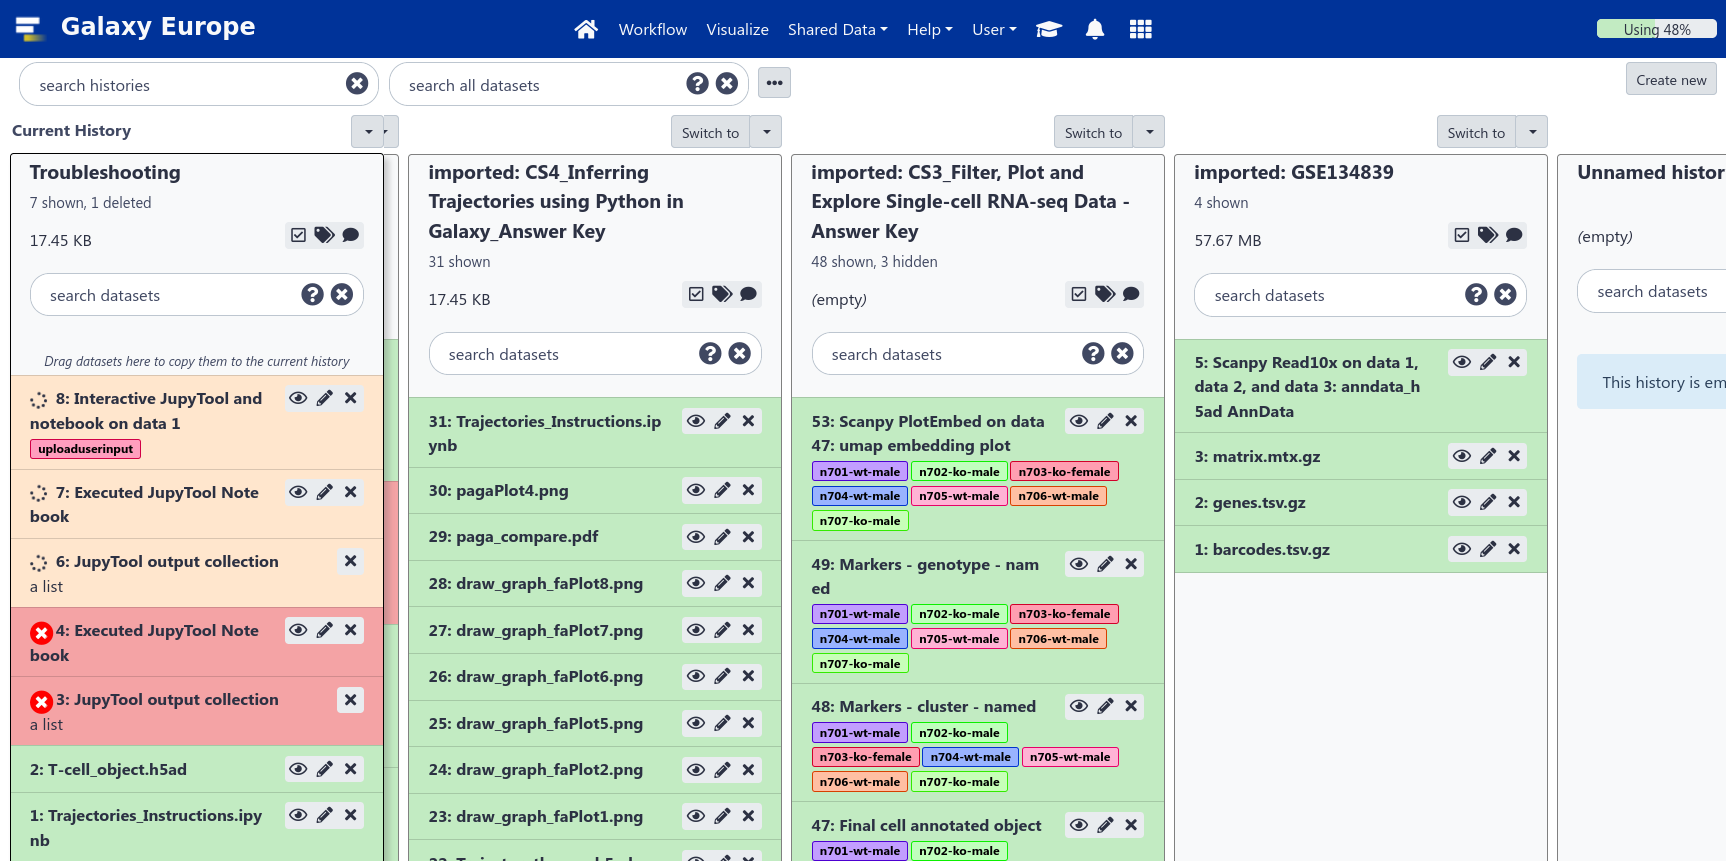 Galaxy Europe
Workflow
Visualize
Shared Data
Help
User
Using 48%
search histories
search all datasets
Create new
Current History
Switch to
Switch to
Switch to
Troubleshooting
7 shown, 1 deleted
17.45 KB
search datasets
Drag datasets here to copy them to the current history
8: Interactive JupyTool and
notebook on data 1
uploaduserinput
7: Executed JupyTool Note
book
6: JupyTool output collection
a list
4: Executed JupyTool Note
book
3: JupyTool output collection
a list
2: T-cell_object.h5ad
1: Trajectories_Instructions.ipy
nb
imported: CS4_Inferring
Trajectories using Python in
Galaxy_Answer Key
31 shown
17.45 KB
search datasets
31: Trajectories_Instructions.ip
ynb
30: pagaPlot4.png
29: paga_compare.pdf
28: draw_graph_faPlot8.png
27: draw_graph_faPlot7.png
26: draw_graph_faPlot6.png
25: draw_graph_faPlot5.png
24: draw_graph_faPlot2.png
23: draw_graph_faPlot1.png
imported: CS3_Filter, Plot and
Explore Single-cell RNA-seq Data -
Answer Key
48 shown, 3 hidden
(empty)
search datasets
53: Scanpy PlotEmbed on data
47: umap embedding plot
n701-wt-male n702-ko-male n703-ko-female
n704-wt-male n705-wt-male n706-wt-male
n707-ko-male
49: Markers - genotype - nam
ed
n701-wt-male n702-ko-male n703-ko-female
n704-wt-male n705-wt-male n706-wt-male
n707-ko-male
48: Markers - cluster - named
n701-wt-male n702-ko-male
n703-ko-female n704-wt-male n705-wt-male
n706-wt-male n707-ko-male
47: Final cell annotated object
n701-wt-male n702-ko-male
imported: GSE134839
4 shown
57.67 MB
search datasets
5: Scanpy Read10x on data 1,
data 2, and data 3: anndata_h
5ad AnnData
3: matrix.mtx.gz
2: genes.tsv.gz
1: barcodes.tsv.gz
Unnamed histor
(empty)
search datasets
This history is em